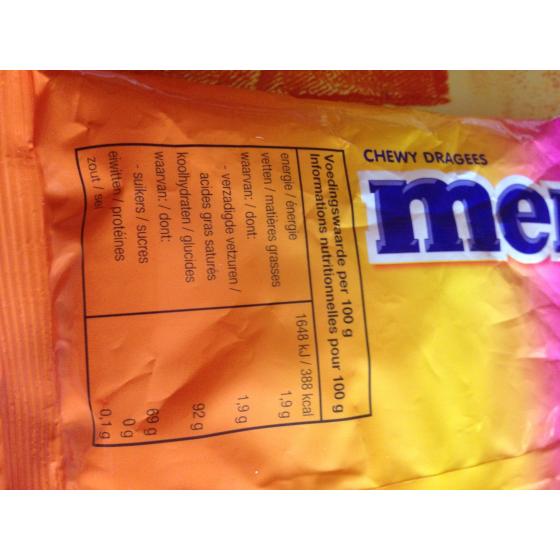 CHEWY DRAGEES
me
Voedingswaarde per 100 g
Informations nutritionnelles pour 100 g
energie / énergie 1648 kJ / 388 kcal
vetten / matières grasses 1,9 g
waarvan: / dont:
- verzadigde vetzuren /
acides gras saturés 1,9 g
koolhydraten / glucides 92 g
waarvan: / dont:
- suikers / sucres 69 g
eiwitten / protéines 0 g
zout / sel 0,1 g